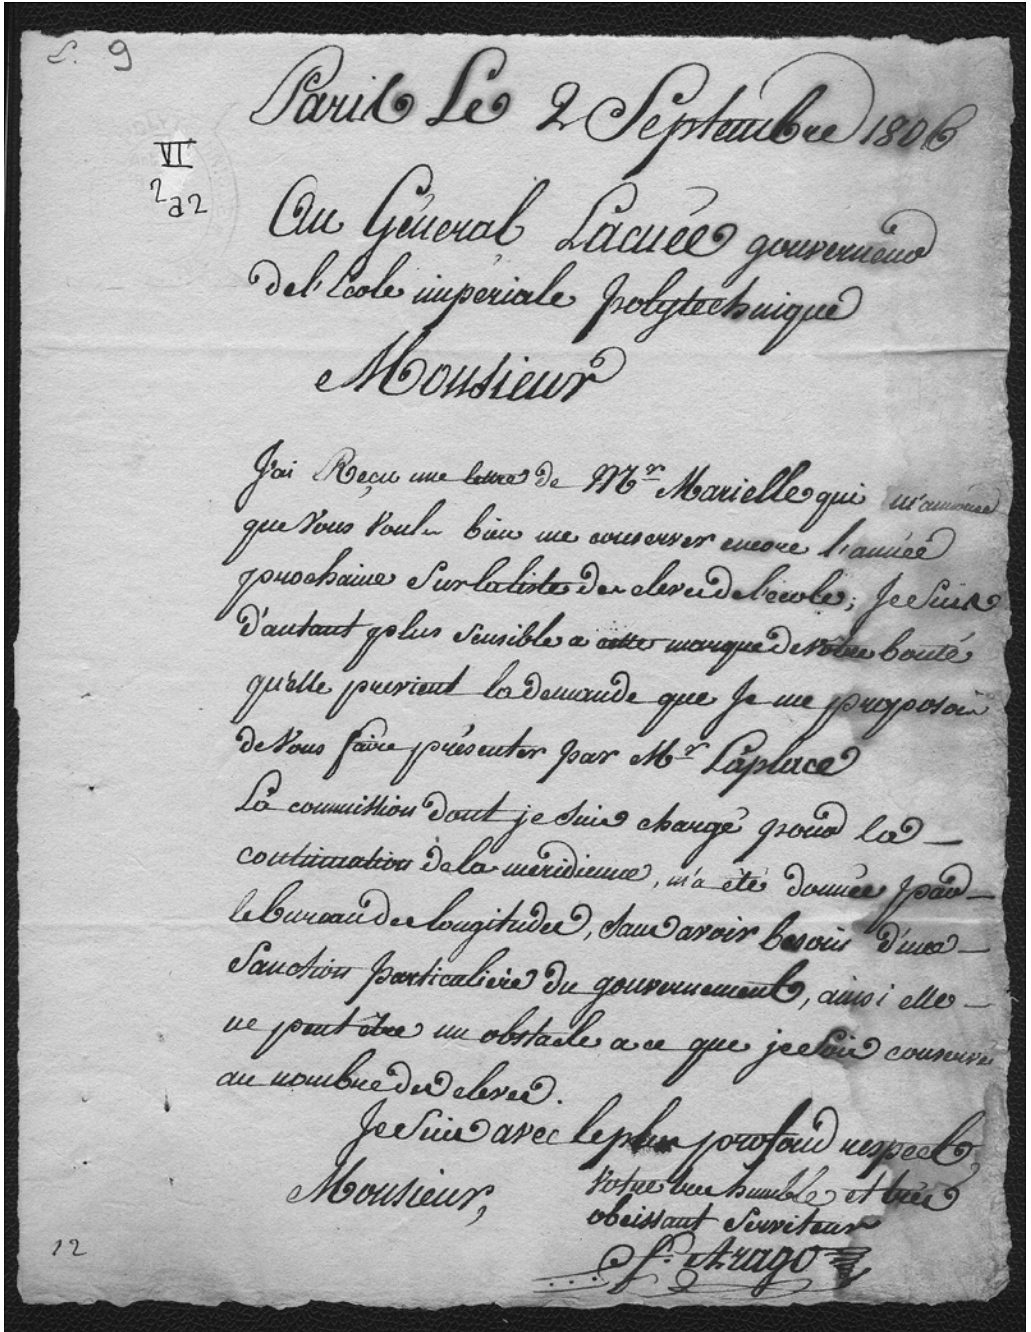 S. 9
Paris Le 2 Septembre 1806
VI
2
a2
Au Géneral Lacuée gouverneur
de l'école impériale polytechnique
Monsieur
J'ai Reçu une lettre de Mr. Marielle qui m'annonce
que Vous Voulez bien me conserver encore l'année
prochaine Sur la liste des eleves de l'école; Je Suis
d'autant plus Sensible a cette marque de Vôtre bonté
qu'elle previent la demande que Je me proposois
de Vous faire présenter par Mr. Laplace
La commission dont je Suis chargé pour la
continuation de la méridienne, m'a été donnée par
le bureau des longitudes, Sans avoir besoin d'une
Sanction particuliére du gouvernement, ainsi elle
ne peut être un obstacle a ce que je Sois conservé
au nombre des eleves.
Je Suis avec le plus profond respect,
Monsieur,
Votre tres humble et très
obeissant Serviteur
f. Arago
12